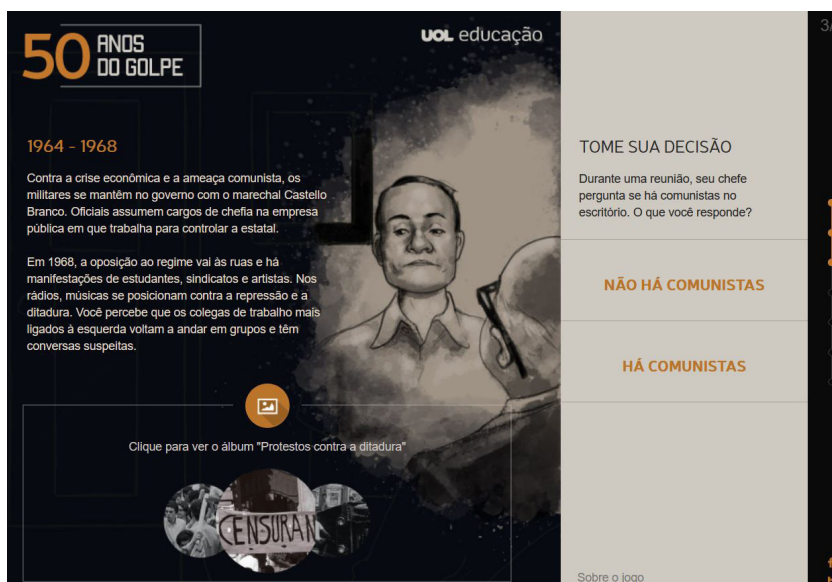 50 ANOS
DO GOLPE
UOL educação
1964 - 1968
Contra a crise econômica e a ameaça comunista, os
militares se mantêm no governo com o marechal Castello
Branco. Oficiais assumem cargos de chefia na empresa
pública em que trabalha para controlar a estatal.
Em 1968, a oposição ao regime vai às ruas e há
manifestações de estudantes, sindicatos e artistas. Nos
rádios, músicas se posicionam contra a repressão e a
ditadura. Você percebe que os colegas de trabalho mais
ligados à esquerda voltam a andar em grupos e têm
conversas suspeitas.
Clique para ver o álbum "Protestos contra a ditadura"
CENSURAN
TOME SUA DECISÃO
Durante uma reunião, seu chefe
pergunta se há comunistas no
escritório. O que você responde?
NÃO HÁ COMUNISTAS
HÁ COMUNISTAS
Sobre o jogo
3/